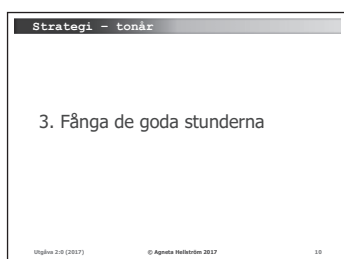 Strategi – tonår
3. Fånga de goda stunderna
Utgåva 2:0 (2017) © Agneta Hellström 2017 10